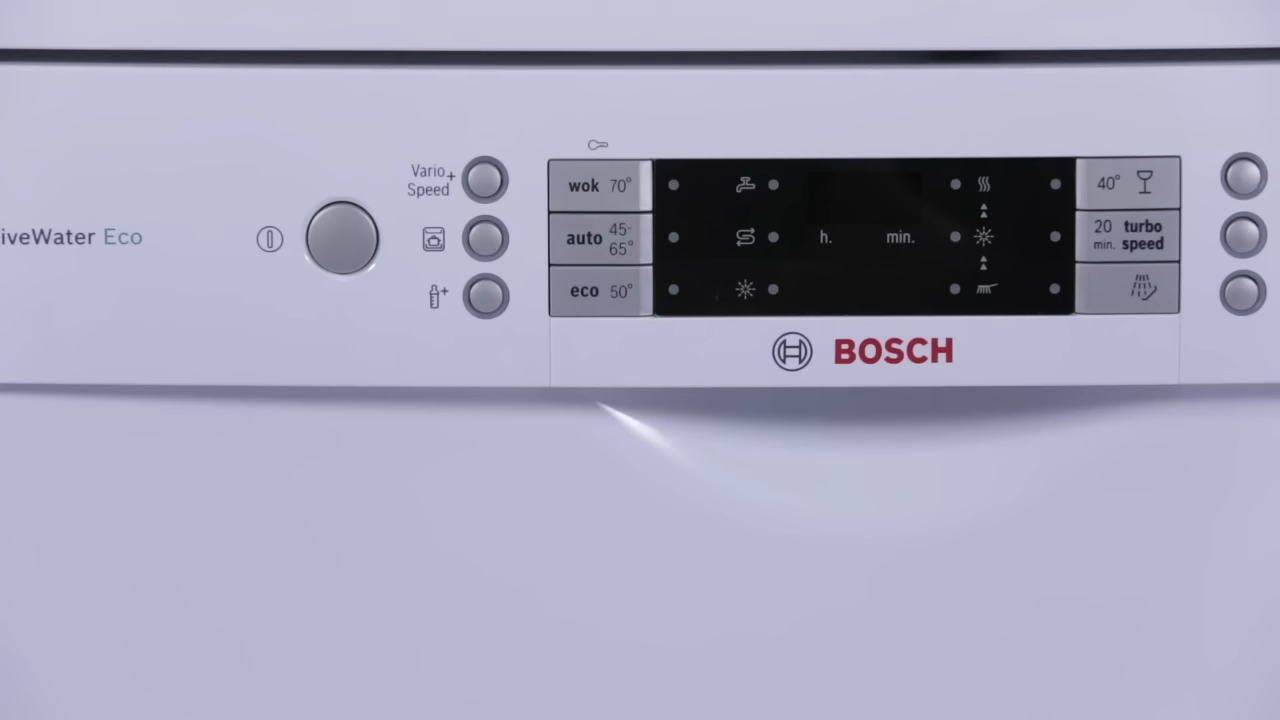 iveWater Eco
Vario
Speed +
wok 70°
auto 45-
65°
eco 50°
h. min.
40°
20 turbo
min. speed
BOSCH